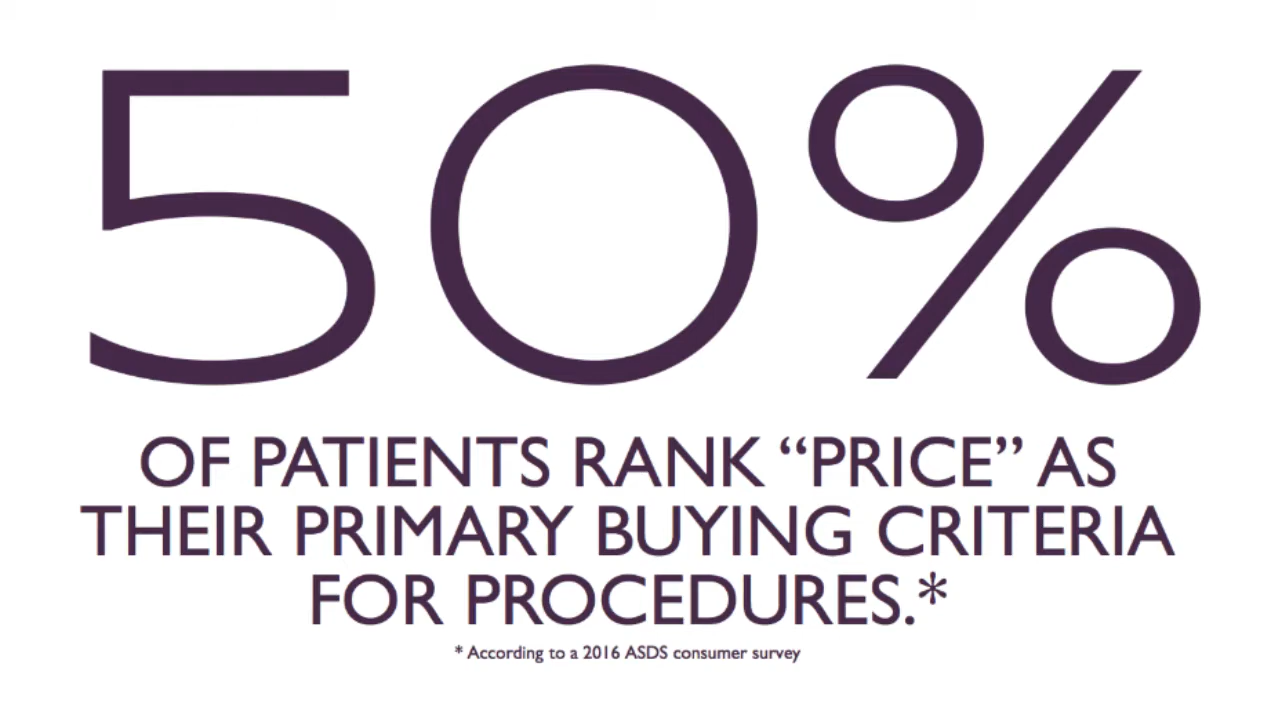 50%
OF PATIENTS RANK “PRICE” AS
THEIR PRIMARY BUYING CRITERIA
FOR PROCEDURES.*
* According to a 2016 ASDS consumer survey